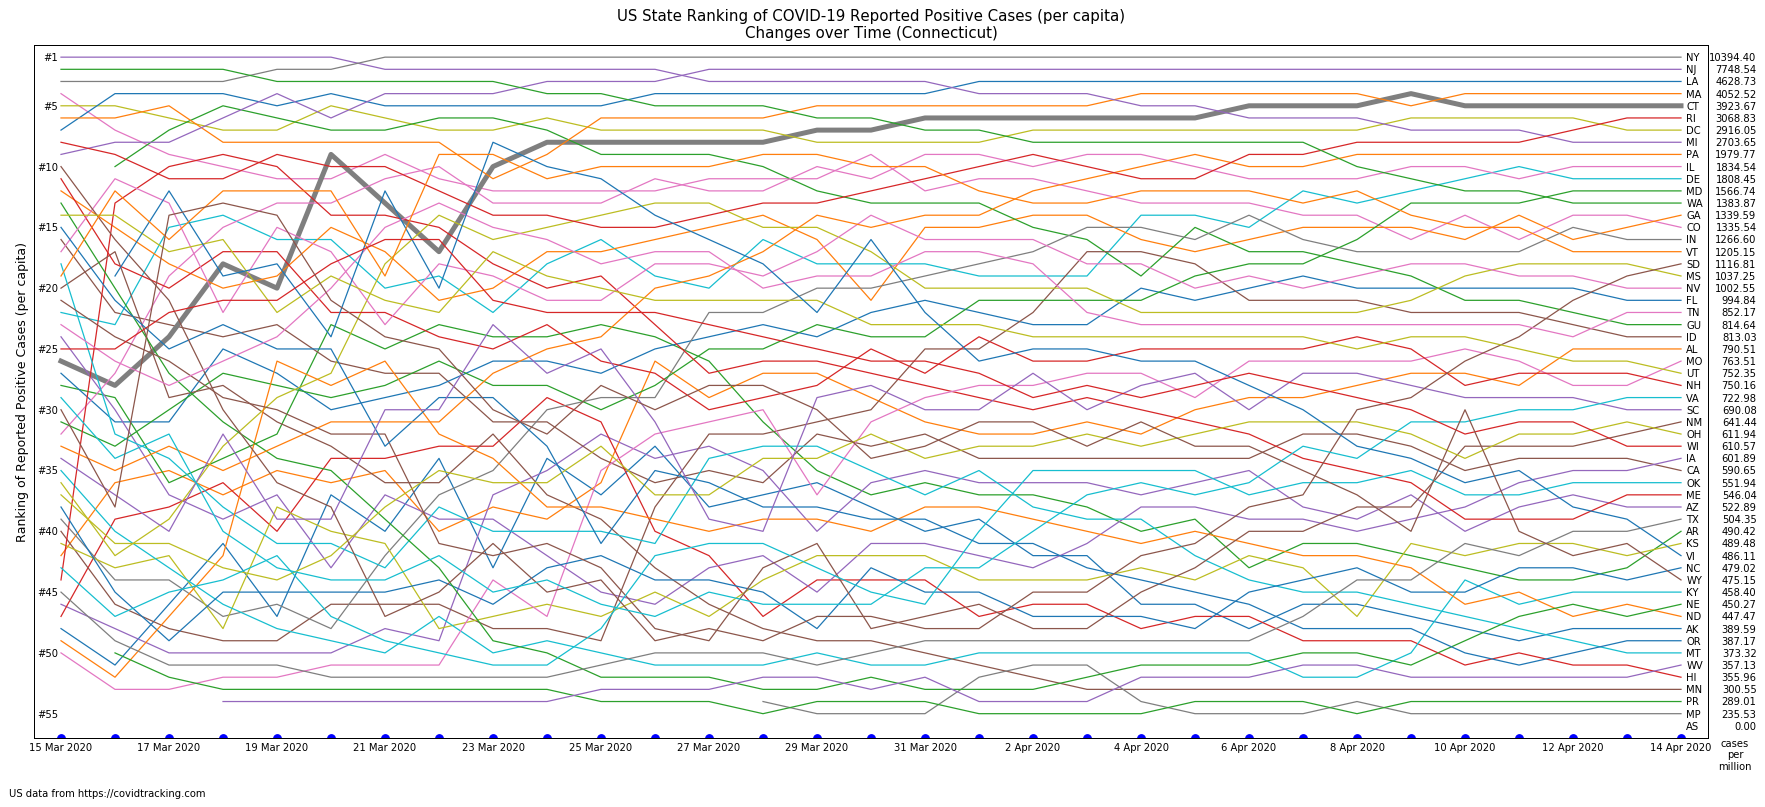 US State Ranking of COVID-19 Reported Positive Cases (per capita)
Changes over Time (Connecticut)
Ranking of Reported Positive Cases (per capita)
#1
#5
#10
#15
#20
#25
#30
#35
#40
#45
#50
#55
NY 10394.40
NJ 7748.54
LA 4628.73
MA 4052.52
CT 3923.67
RI 3068.83
DC 2916.05
MI 2703.65
PA 1979.77
IL 1834.54
DE 1808.45
MD 1566.74
WA 1383.87
GA 1339.59
CO 1335.54
IN 1266.60
VT 1205.15
SD 1116.81
MS 1037.25
NV 1002.55
FL 994.84
TN 852.17
GU 814.64
ID 813.03
AL 790.51
MO 763.51
UT 752.35
NH 750.16
VA 722.98
SC 690.08
NM 641.44
OH 611.94
WI 610.57
IA 601.89
CA 590.65
OK 551.94
ME 546.04
AZ 522.89
TX 504.35
AR 490.42
KS 489.48
VI 486.11
NC 479.02
WY 475.15
KY 458.40
NE 450.27
ND 447.47
AK 389.59
OR 387.17
MT 373.32
WV 357.13
HI 355.96
MN 300.55
PR 289.01
MP 235.53
AS 0.00
15 Mar 2020 17 Mar 2020 19 Mar 2020 21 Mar 2020 23 Mar 2020 25 Mar 2020 27 Mar 2020 29 Mar 2020 31 Mar 2020 2 Apr 2020 4 Apr 2020 6 Apr 2020 8 Apr 2020 10 Apr 2020 12 Apr 2020 14 Apr 2020
cases
per
million
US data from https://covidtracking.com